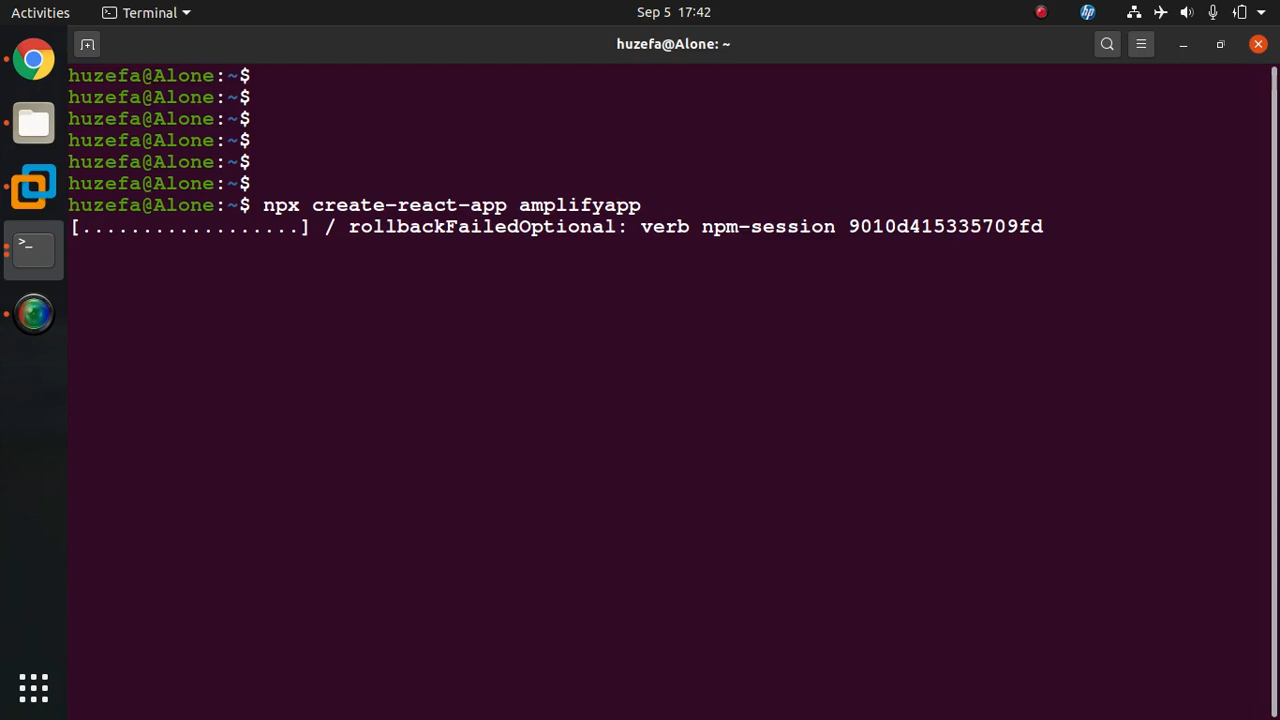 Activities Terminal Sep 5 17:42
huzefa@Alone: ~
huzefa@Alone:~$
huzefa@Alone:~$
huzefa@Alone:~$
huzefa@Alone:~$
huzefa@Alone:~$
huzefa@Alone:~$
huzefa@Alone:~$ npx create-react-app amplifyapp
[..................] / rollbackFailedOptional: verb npm-session 9010d415335709fd
>_